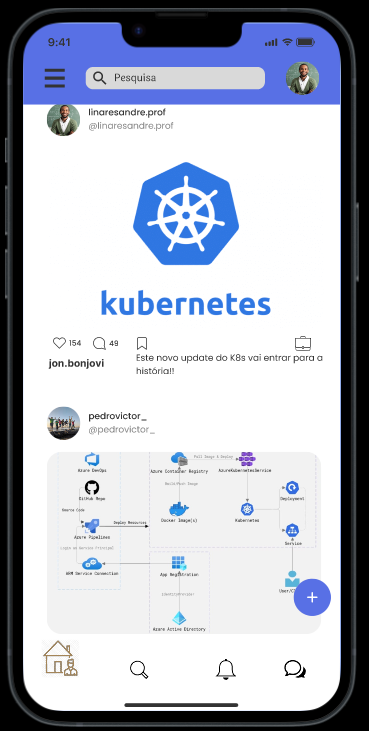 9:41
Pesquisa
linaresandre.prof
@linaresandre.prof
kubernetes
154 49
jon.bonjovi Este novo update do K8s vai entrar para a
história!!
pedrovictor_
@pedrovictor_
Pull Image & Deploy
Azure DevOps Azure Container Registry AzureKubernetesService
Build/Push Image
GitHub Repo Deployment
Source Code
Docker Image(s) Kubernetes
Deploy Resources
Azure Pipelines
Service
Login as Service Principal
ARM Service Connection App Registration
User/C
Azure Active Directory
+